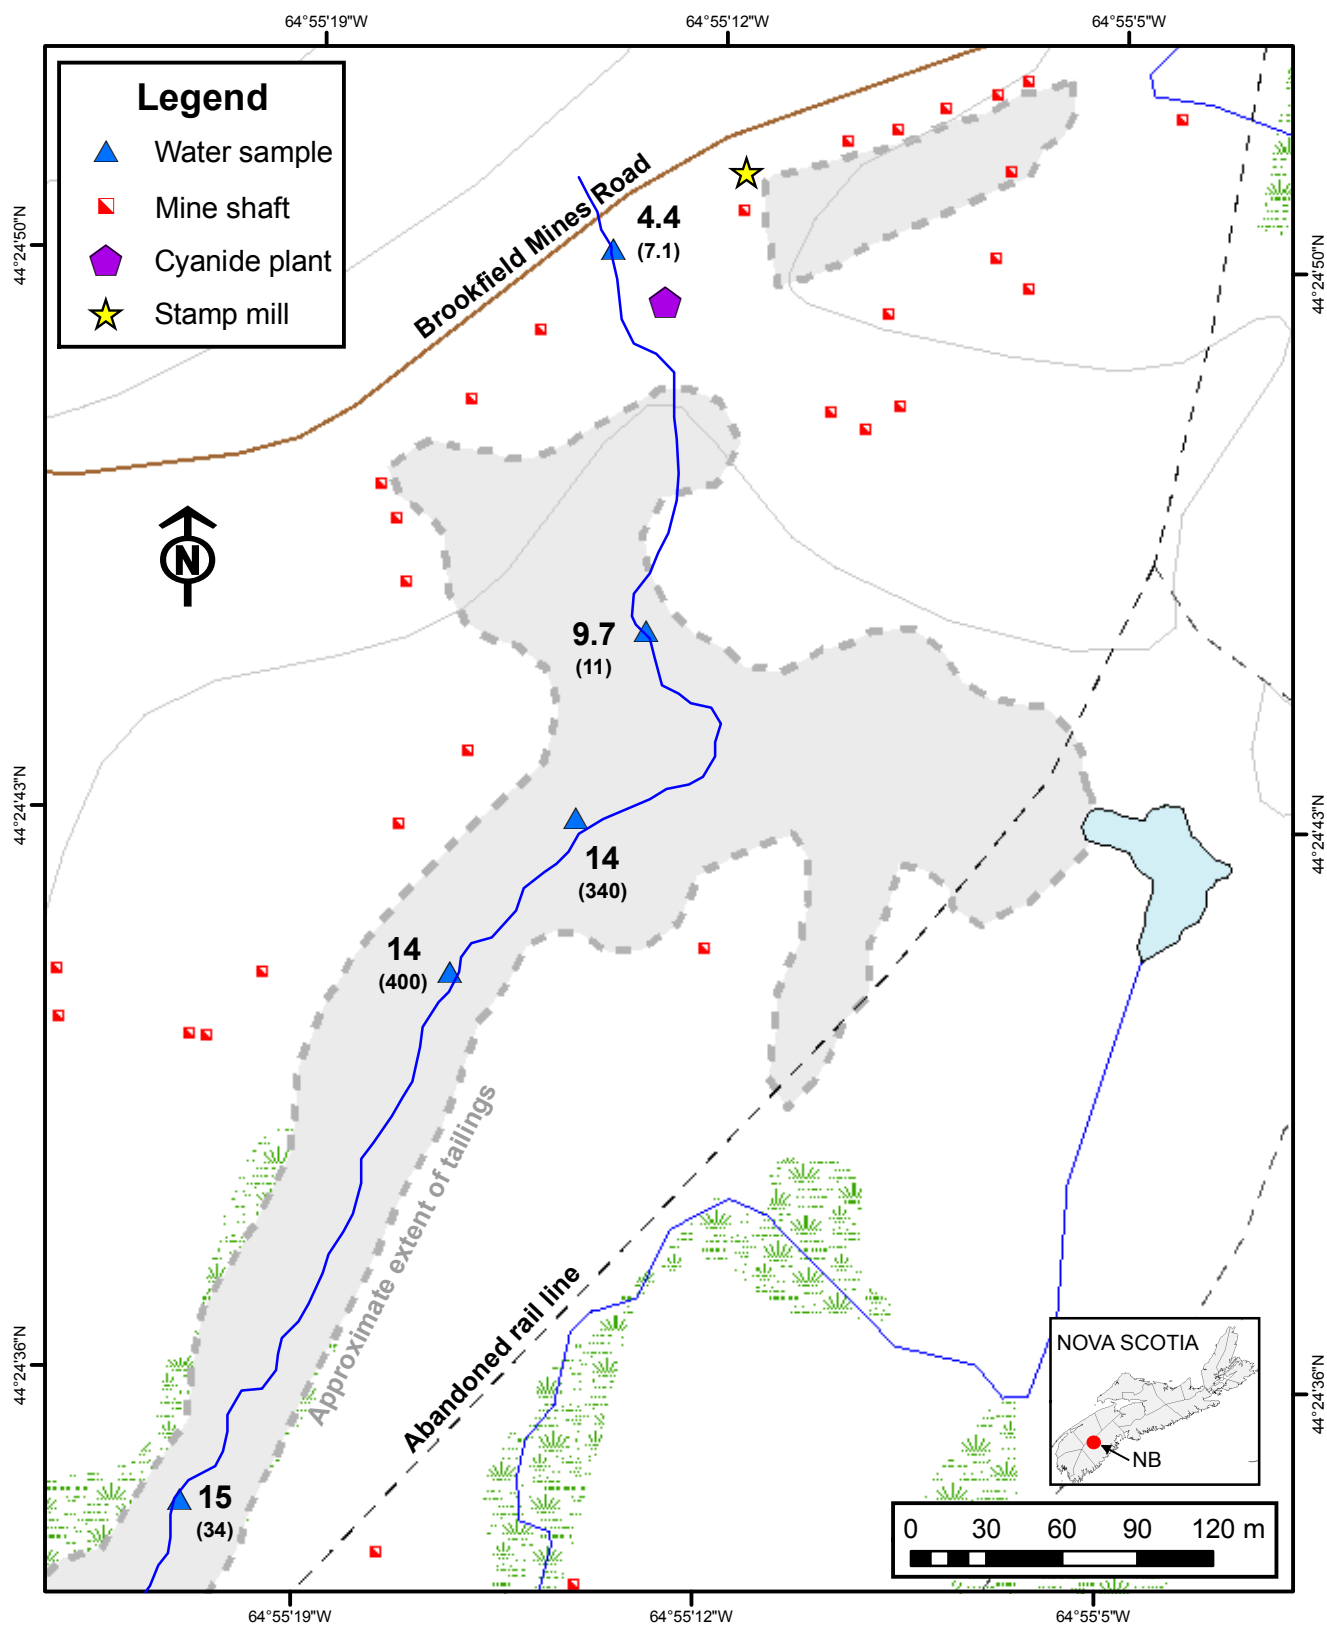 64°55'19"W
64°55'12"W
64°55'5"W
Legend
Water sample
Mine shaft
Cyanide plant
Stamp mill
Brookfield Mines Road
4.4
(7.1)
44°24'50"N
44°24'50"N
N
9.7
(11)
44°24'43"N
44°24'43"N
14
(340)
14
(400)
Approximate extent of tailings
Abandoned rail line
NOVA SCOTIA
NB
44°24'36"N
44°24'36"N
15
(34)
0 30 60 90 120 m
64°55'19"W
64°55'12"W
64°55'5"W